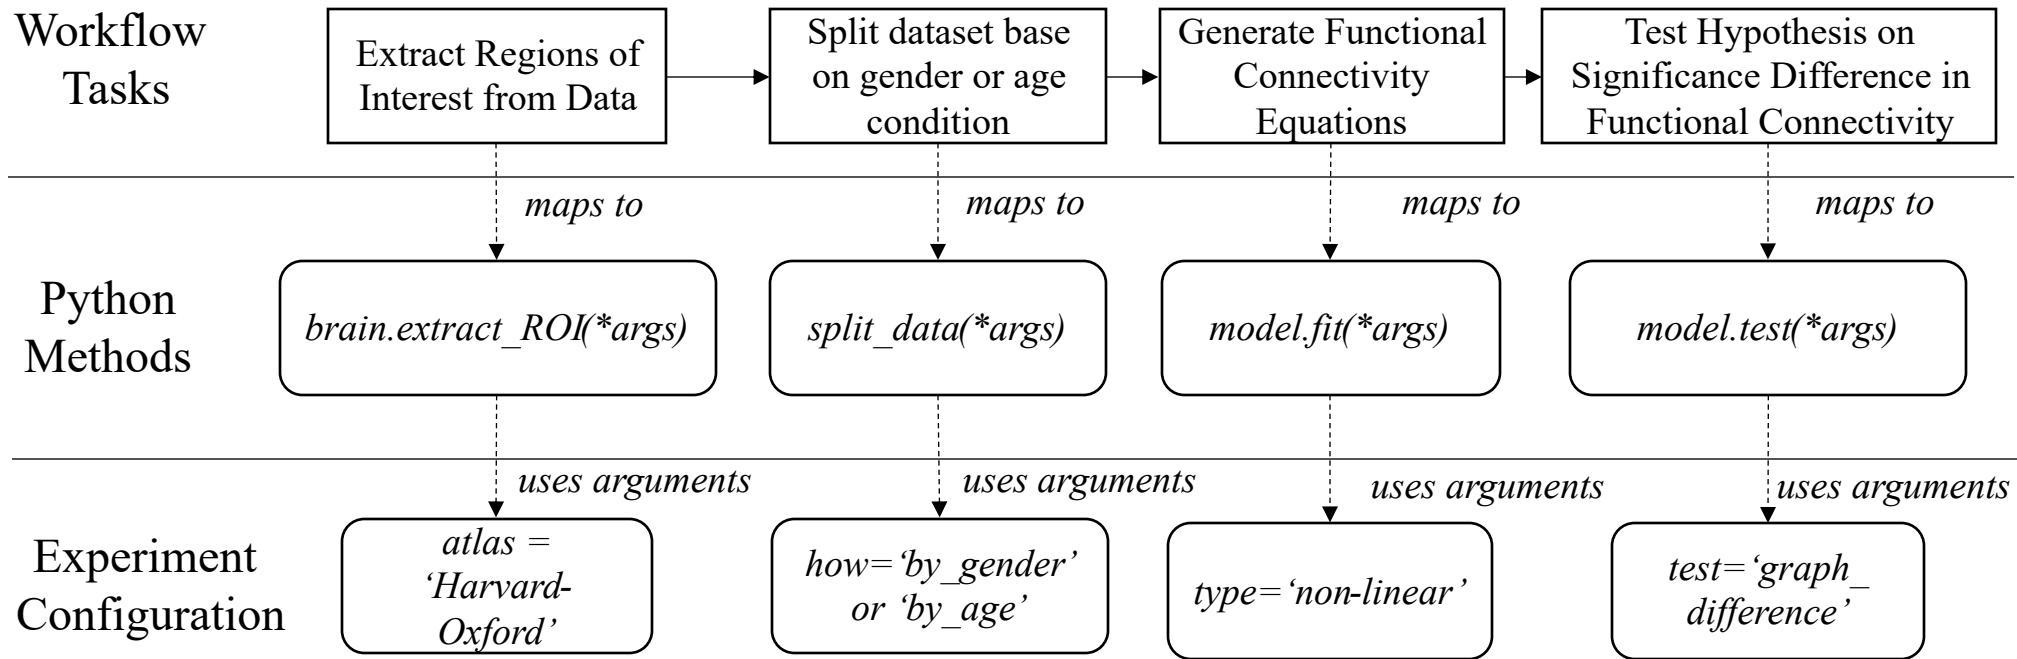 Workflow
Tasks
Extract Regions of
Interest from Data
Split dataset base
on gender or age
condition
Generate Functional
Connectivity
Equations
Test Hypothesis on
Significance Difference in
Functional Connectivity
maps to
maps to
maps to
maps to
Python
Methods
brain.extract_ROI(*args)
split_data(*args)
model.fit(*args)
model.test(*args)
uses arguments
uses arguments
uses arguments
uses arguments
Experiment
Configuration
atlas =
‘Harvard-
Oxford’
how=‘by_gender’
or ‘by_age’
type=‘non-linear’
test=‘graph_
difference’